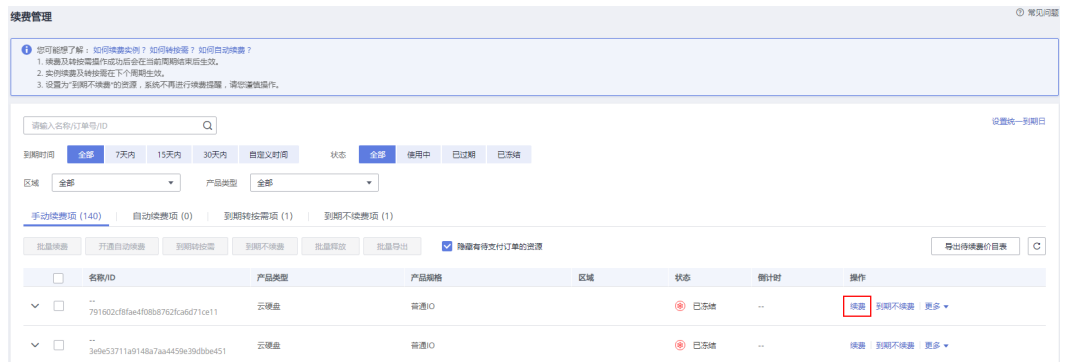 续费管理
常见问题
您可能想了解：如何续费实例？如何转按需？如何自动续费？
1. 续费及转按需操作成功后会在当前周期结束后生效。
2. 实例续费及转按需在下个周期生效。
3. 设置为"到期不续费"的资源，系统不再进行续费提醒，请您谨慎操作。
请输入名称/订单号/ID
设置统一到期日
到期时间 全部 7天内 15天内 30天内 自定义时间 状态 全部 使用中 已过期 已冻结
区域 全部 产品类型 全部
手动续费项 (140) 自动续费项 (0) 到期转按需项 (1) 到期不续费项 (1)
批量续费 开通自动续费 到期转按需 到期不续费 批量释放 批量导出 隐藏有待支付订单的资源 导出待续费价目表
名称/ID 产品类型 产品规格 区域 状态 倒计时 操作
-- 云硬盘 普通IO 已冻结 -- 续费 到期不续费 更多
791602cf8fae4f08b8762fca6d71ce11
-- 云硬盘 普通IO 已冻结 -- 续费 到期不续费 更多
3e9e53711a9148a7aa4459e39dbbe451